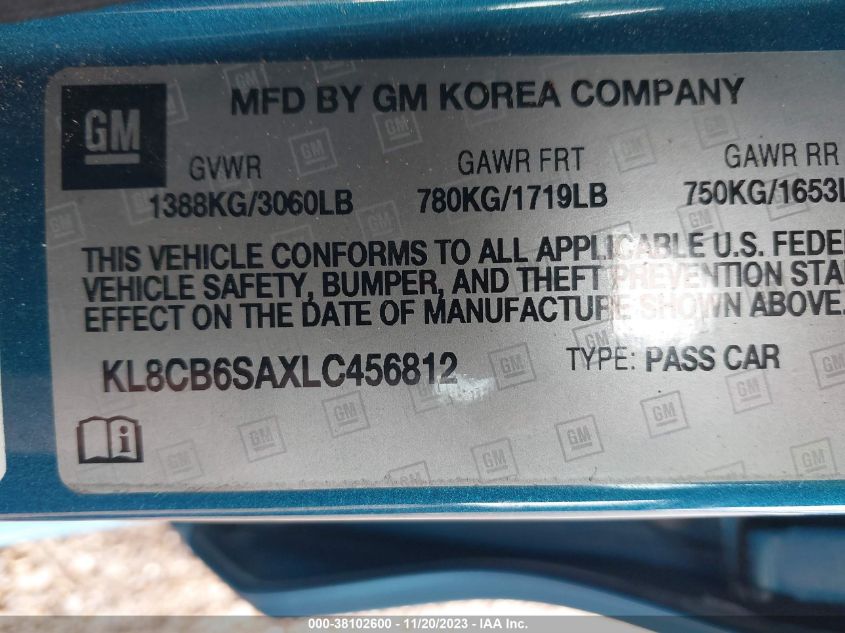 GM
MFD BY GM KOREA COMPANY
GVWR GAWR FRT GAWR RR
1388KG/3060LB 780KG/1719LB 750KG/1653L
THIS VEHICLE CONFORMS TO ALL APPLICABLE U.S. FEDE
VEHICLE SAFETY, BUMPER, AND THEFT PREVENTION STA
EFFECT ON THE DATE OF MANUFACTURE SHOWN ABOVE.
KL8CB6SAXLC456812 TYPE: PASS CAR
000-38102600 - 11/20/2023 - IAA Inc.